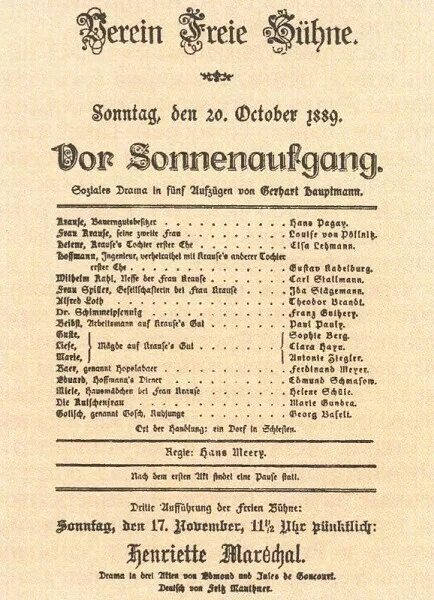 Verein Freie Bühne.
Sonntag, den 20. October 1889.
Vor Sonnenaufgang.
Soziales Drama in fünf Aufzügen von Gerhart Hauptmann.
Krause, Bauerngutsbesitzer . . . . . . . . . . Hans Pagay.
Frau Krause, seine zweite Frau . . . . . . . . Louise von Pöllnitz.
Helene, Krause's Tochter erster Ehe . . . . . . . Elsa Lehmann.
Hoffmann, Ingenieur, verheirathet mit Krause's anderer Tochter
erster Ehe . . . . . . . . . . Gustav Kadelburg.
Wilhelm Kahl, Neffe der Frau Krause . . . . . . Carl Stallmann.
Frau Spiller, Gesellschafterin bei Frau Krause . . . . Ida Stägemann.
Alfred Loth . . . . . . . . . . Theodor Brandt.
Dr. Schimmelpfennig . . . . . . . . . . Franz Guthery.
Beibst, Arbeitsmann auf Krause's Gut . . . . . . Paul Pauly.
Guste, Sophie Berg.
Liese, Mägde auf Krause's Gut . . . . . . Clara Hayn.
Marie, Antonie Ziegler.
Baer, genannt Hopslabaer . . . . . . . . Ferdinand Meyer.
Eduard, Hoffmann's Diener . . . . . . . . Edmund Schmasow.
Miele, Hausmädchen bei Frau Krause . . . . . . Helene Schüle.
Die Kutschenfrau . . . . . . . . . . Marie Gundra.
Golisch, genannt Gosch, Kuhjunge . . . . . . . Georg Baselt.
Ort der Handlung: ein Dorf in Schlesien.
Regie: Hans Meery.
Nach dem ersten Akt findet eine Pause statt.
Dritte Aufführung der Freien Bühne:
Sonntag, den 17. November, 11½ Uhr pünktlich:
Henriette Maréchal.
Drama in drei Akten von Edmond und Jules de Goncourt.
Deutsch von Fritz Mauthner.